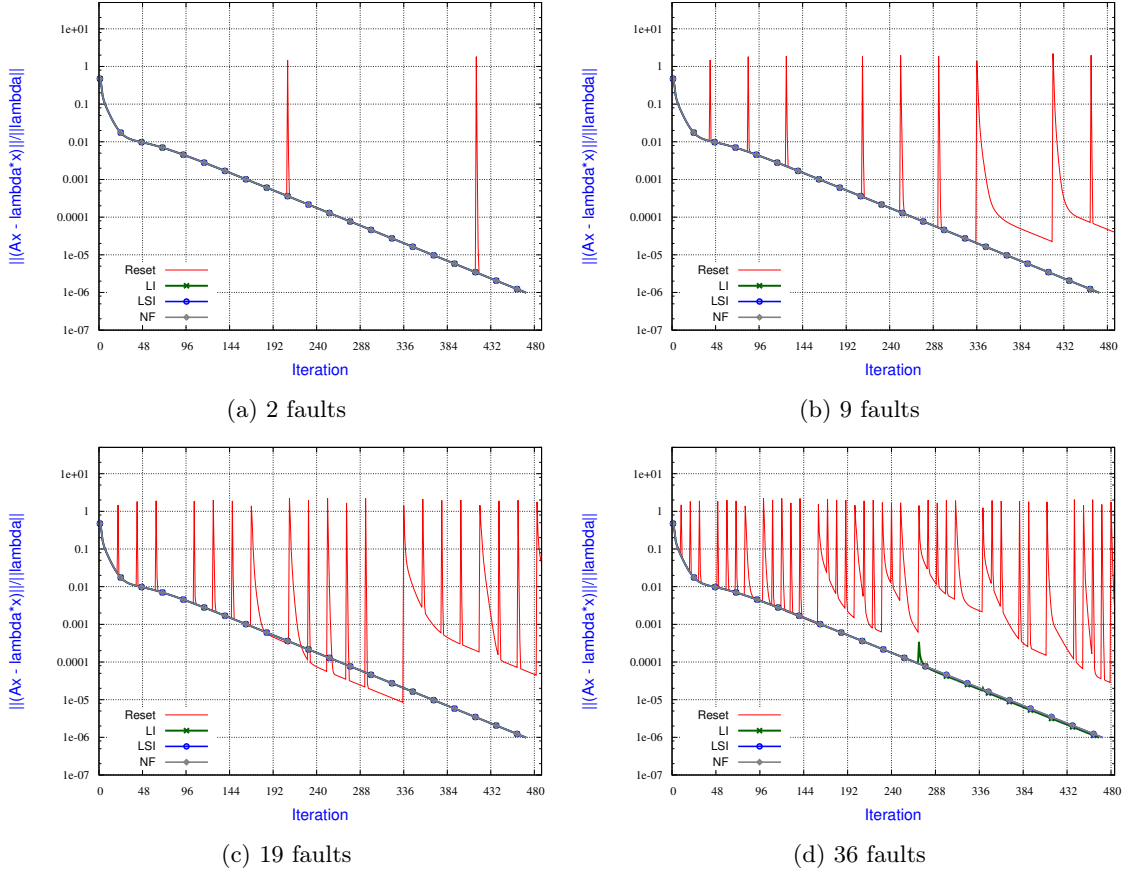 ||(Ax - lambda*x)||/||lambda||
1e+01
1
0.1
0.01
0.001
0.0001
1e-05
1e-06
1e-07
Reset
LI
LSI
NF
0 48 96 144 192 240 288 336 384 432 480
Iteration
(a) 2 faults
||(Ax - lambda*x)||/||lambda||
1e+01
1
0.1
0.01
0.001
0.0001
1e-05
1e-06
1e-07
Reset
LI
LSI
NF
0 48 96 144 192 240 288 336 384 432 480
Iteration
(b) 9 faults
||(Ax - lambda*x)||/||lambda||
1e+01
1
0.1
0.01
0.001
0.0001
1e-05
1e-06
1e-07
Reset
LI
LSI
NF
0 48 96 144 192 240 288 336 384 432 480
Iteration
(c) 19 faults
||(Ax - lambda*x)||/||lambda||
1e+01
1
0.1
0.01
0.001
0.0001
1e-05
1e-06
1e-07
Reset
LI
LSI
NF
0 48 96 144 192 240 288 336 384 432 480
Iteration
(d) 36 faults